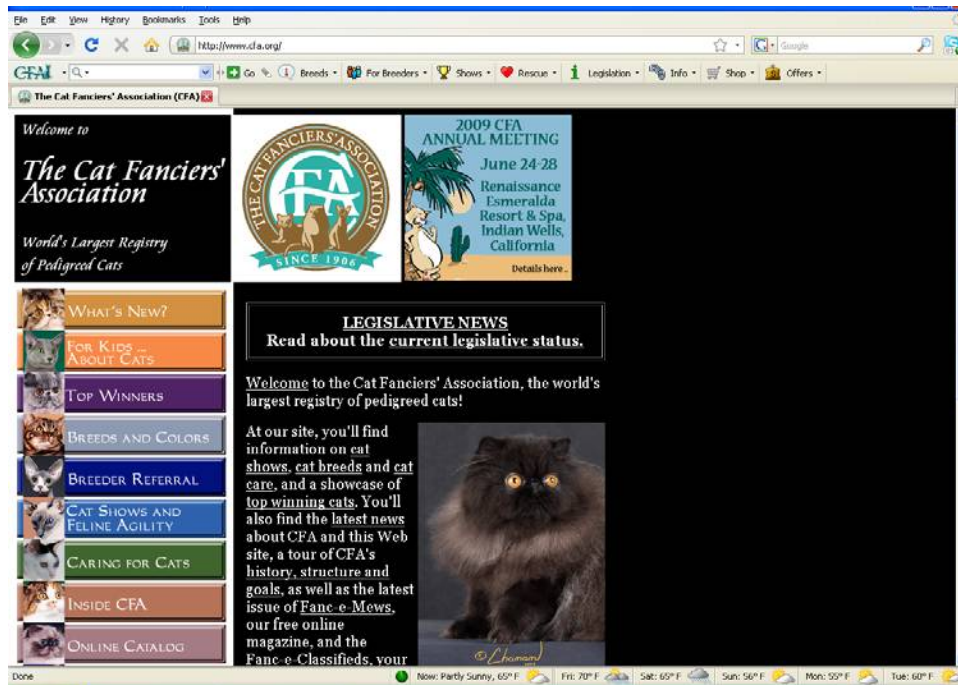 File Edit View History Bookmarks Tools Help
http://www.cfa.org/
Google
CFA Go Breeds For Breeders Shows Rescue Legislation Info Shop Offers
The Cat Fanciers' Association (CFA)
Welcome to
The Cat Fanciers'
Association
World's Largest Registry
of Pedigreed Cats
THE CAT FANCIERS' ASSOCIATION
CFA
SINCE 1906
2009 CFA
ANNUAL MEETING
June 24-28
Renaissance
Esmeralda
Resort & Spa,
Indian Wells,
California
Details here..
What's New?
For Kids ...
About Cats
Top Winners
Breeds and Colors
Breeder Referral
Cat Shows and
Feline Agility
Caring for Cats
Inside CFA
Online Catalog
LEGISLATIVE NEWS
Read about the current legislative status.
Welcome to the Cat Fanciers' Association, the world's
largest registry of pedigreed cats!
At our site, you'll find
information on cat
shows, cat breeds and cat
care, and a showcase of
top winning cats. You'll
also find the latest news
about CFA and this Web
site, a tour of CFA's
history, structure and
goals, as well as the latest
issue of Fanc-e-Mews,
our free online
magazine, and the
Fanc-e-Classifieds, your
© Chanan
Done
Now: Partly Sunny, 65° F Fri: 70° F Sat: 65° F Sun: 56° F Mon: 55° F Tue: 60° F